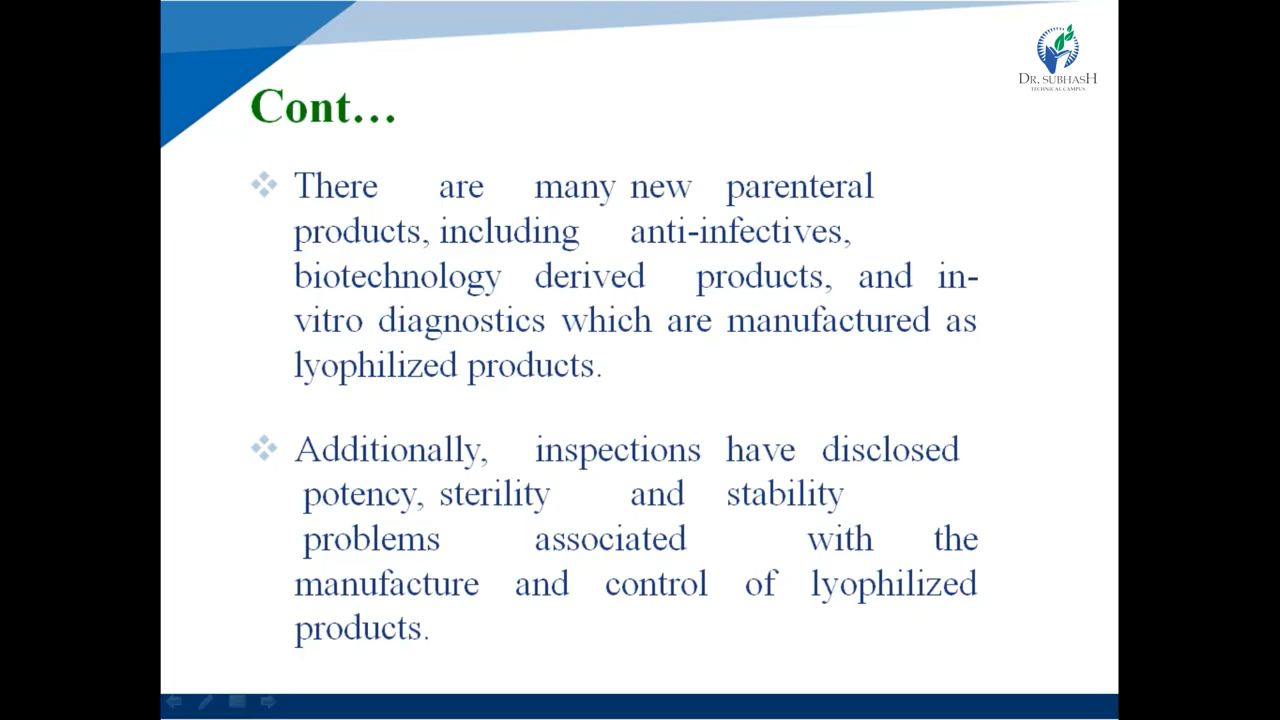 DR. SUBHASH
TECHNICAL CAMPUS
Cont...
There are many new parenteral
products, including anti-infectives,
biotechnology derived products, and in-
vitro diagnostics which are manufactured as
lyophilized products.
Additionally, inspections have disclosed
potency, sterility and stability
problems associated with the
manufacture and control of lyophilized
products.